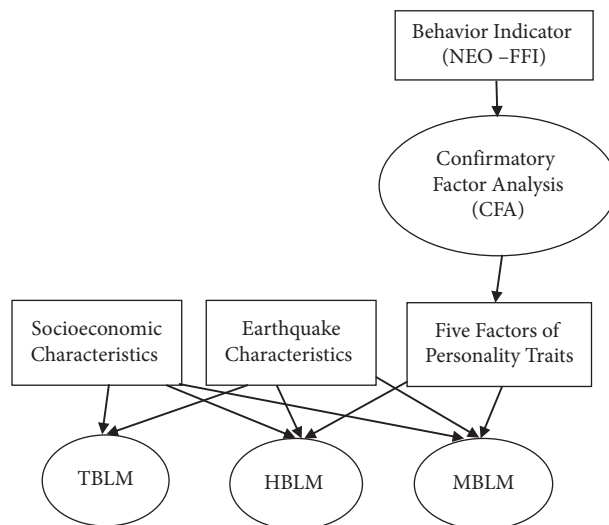 Behavior Indicator
(NEO –FFI)
Confirmatory
Factor Analysis
(CFA)
Socioeconomic
Characteristics
Earthquake
Characteristics
Five Factors of
Personality Traits
TBLM
HBLM
MBLM